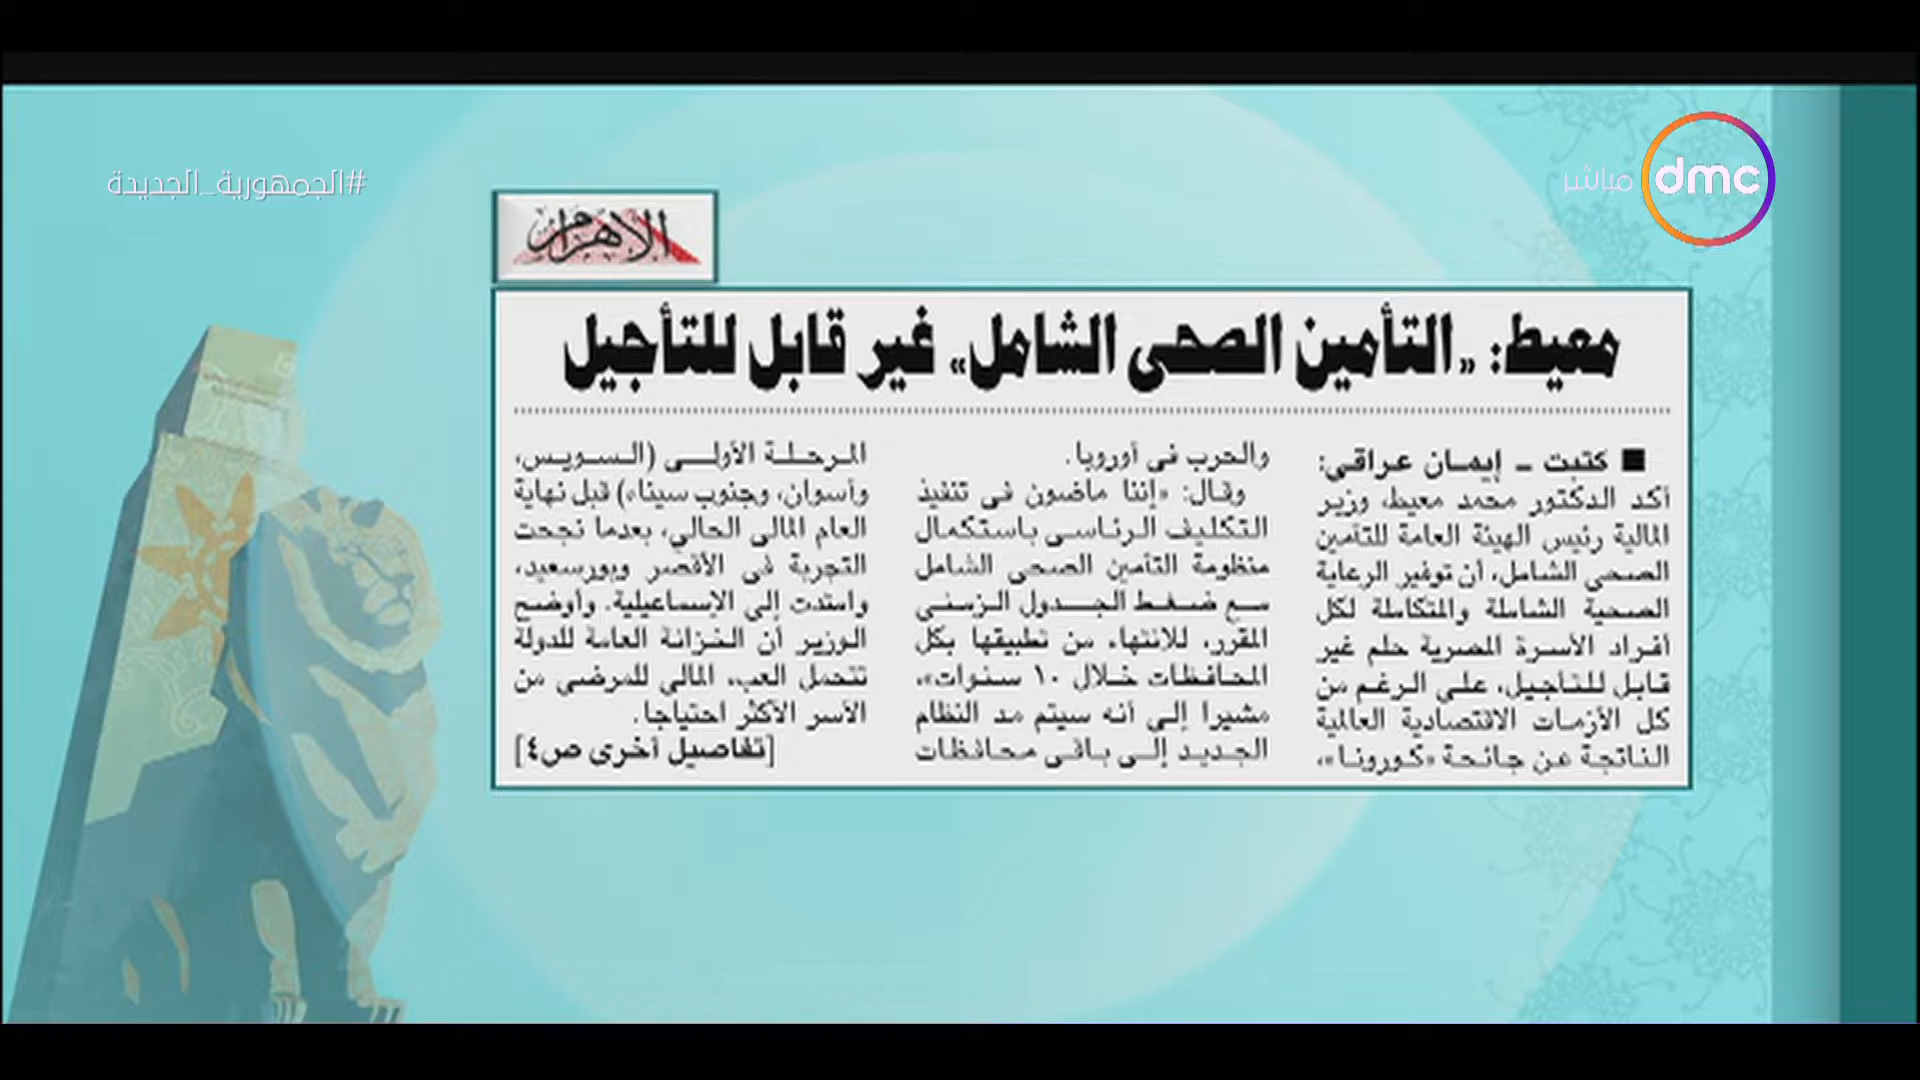 #الجمهورية_الجديدة
مباشر
dmc
الأهرام
معيط: «التأمين الصحى الشامل» غير قابل للتأجيل
■ كتبت ـ إيمان عراقي:
أكد الدكتور محمد معيط، وزير
المالية رئيس الهيئة العامة للتأمين
الصحى الشامل، أن توفير الرعاية
الصحية الشاملة والمتكاملة لكل
أفراد الأسرة المصرية حلم غير
قابل للتأجيل، على الرغم من
كل الأزمات الاقتصادية العالمية
الناتجة عن جائحة «كورونا»،
والحرب فى أوروبا.
وقال: «إننا ماضون فى تنفيذ
التكليف الرئاسى باستكمال
منظومة التأمين الصحى الشامل
مع ضغط الجدول الزمنى
المقرر، للانتهاء من تطبيقها بكل
المحافظات خلال ١٠ سنوات»،
مشيرا إلى أنه سيتم مد النظام
الجديد إلى باقى محافظات
المرحلة الأولى (السويس،
وأسوان، وجنوب سيناء) قبل نهاية
العام المالى الحالي، بعدما نجحت
التجربة فى الأقصر وبورسعيد،
وامتدت إلى الإسماعيلية. وأوضح
الوزير أن الخزانة العامة للدولة
تتحمل العبء المالى للمرضى من
الأسر الأكثر احتياجا.
[تفاصيل أخرى ص٤]